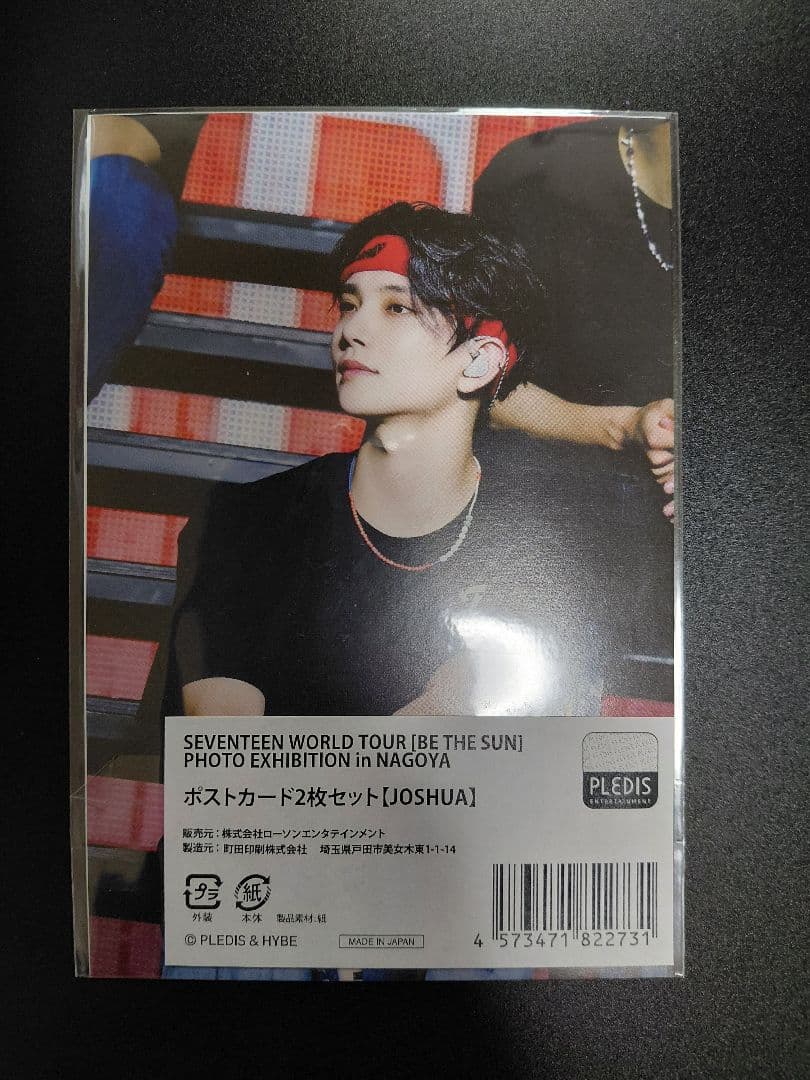 SEVENTEEN WORLD TOUR [BE THE SUN]
PHOTO EXHIBITION in NAGOYA
ポストカード2枚セット【JOSHUA】
販売元：株式会社ローソンエンタテインメント
製造元：町田印刷株式会社　埼玉県戸田市美女木東1-1-14
プラ
外装
紙
本体
製品素材：紙
© PLEDIS & HYBE
MADE IN JAPAN
PLEDIS
ENTERTAINMENT
4 573471 822731